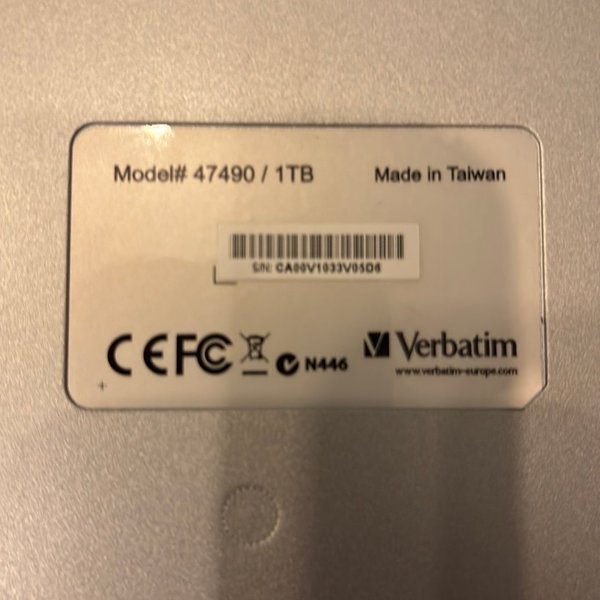 Model# 47490 / 1TB Made in Taiwan
S/N: CA00V1033V05D6
CE FC N446 Verbatim
www.verbatim-europe.com